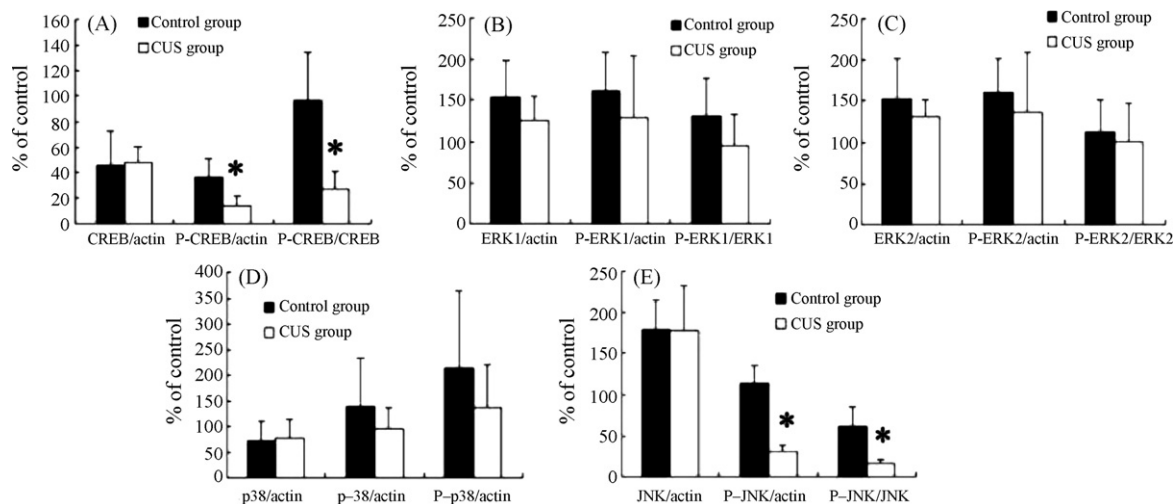 (A)
Control group
CUS group
% of control
160
140
120
100
80
60
40
20
0
*
*
CREB/actin P-CREB/actin P-CREB/CREB
(B)
Control group
CUS group
% of control
250
200
150
100
50
0
ERK1/actin P-ERK1/actin P-ERK1/ERK1
(C)
Control group
CUS group
% of control
250
200
150
100
50
0
ERK2/actin P-ERK2/actin P-ERK2/ERK2
(D)
Control group
CUS group
% of control
400
350
300
250
200
150
100
50
0
p38/actin p–38/actin P–p38/actin
(E)
Control group
CUS group
% of control
250
200
150
100
50
0
*
*
JNK/actin P–JNK/actin P–JNK/JNK